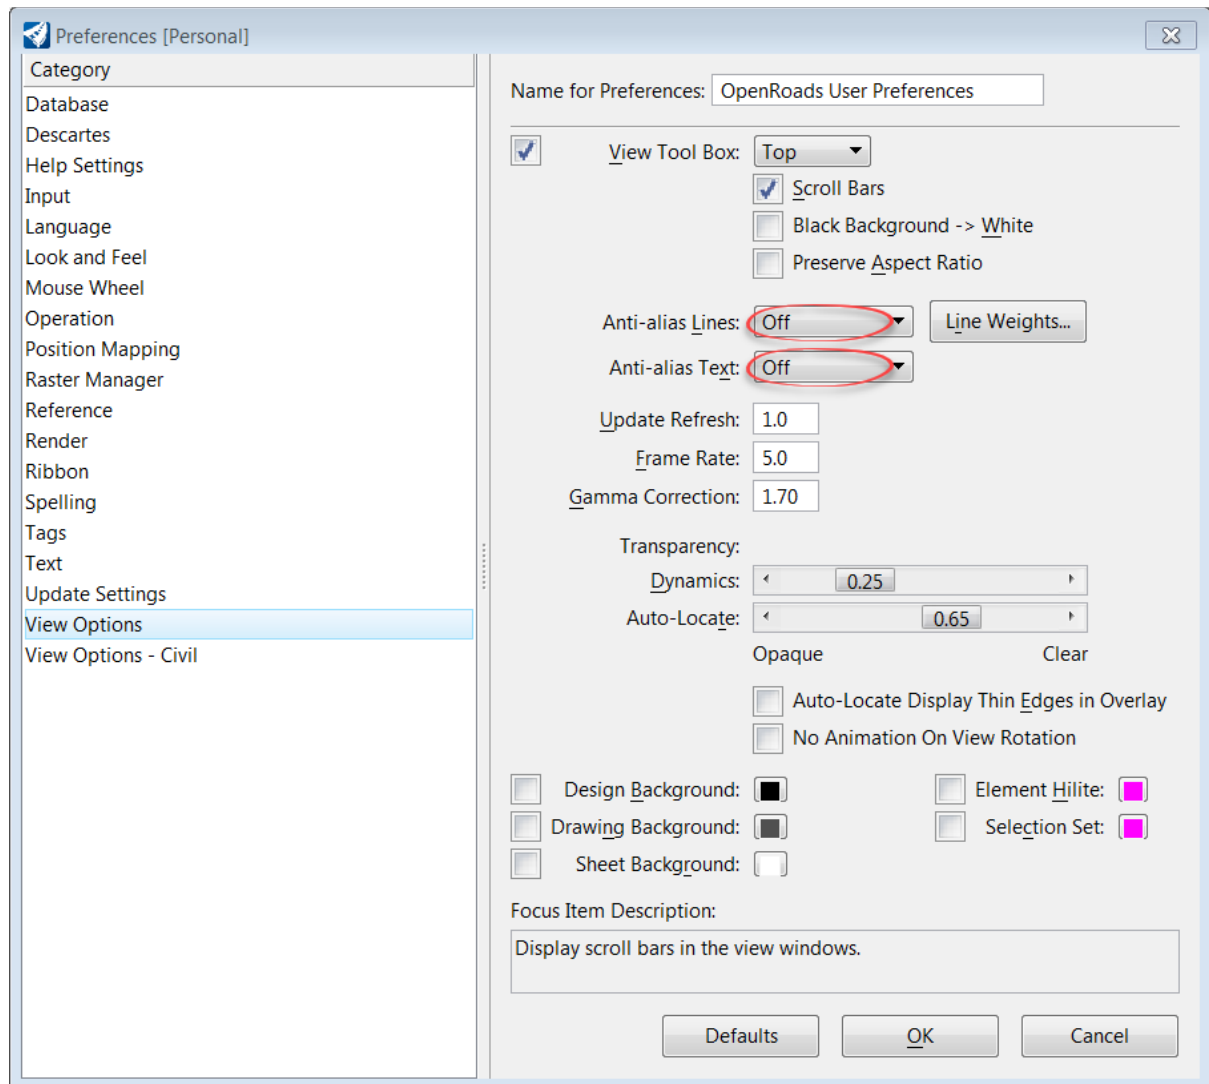 Preferences [Personal]
Category
Database
Descartes
Help Settings
Input
Language
Look and Feel
Mouse Wheel
Operation
Position Mapping
Raster Manager
Reference
Render
Ribbon
Spelling
Tags
Text
Update Settings
View Options
View Options - Civil
Name for Preferences: OpenRoads User Preferences
View Tool Box: Top
Scroll Bars
Black Background -> White
Preserve Aspect Ratio
Anti-alias Lines: Off Line Weights...
Anti-alias Text: Off
Update Refresh: 1.0
Frame Rate: 5.0
Gamma Correction: 1.70
Transparency:
Dynamics: 0.25
Auto-Locate: 0.65
Opaque Clear
Auto-Locate Display Thin Edges in Overlay
No Animation On View Rotation
Design Background: Element Hilite:
Drawing Background: Selection Set:
Sheet Background:
Focus Item Description:
Display scroll bars in the view windows.
Defaults OK Cancel